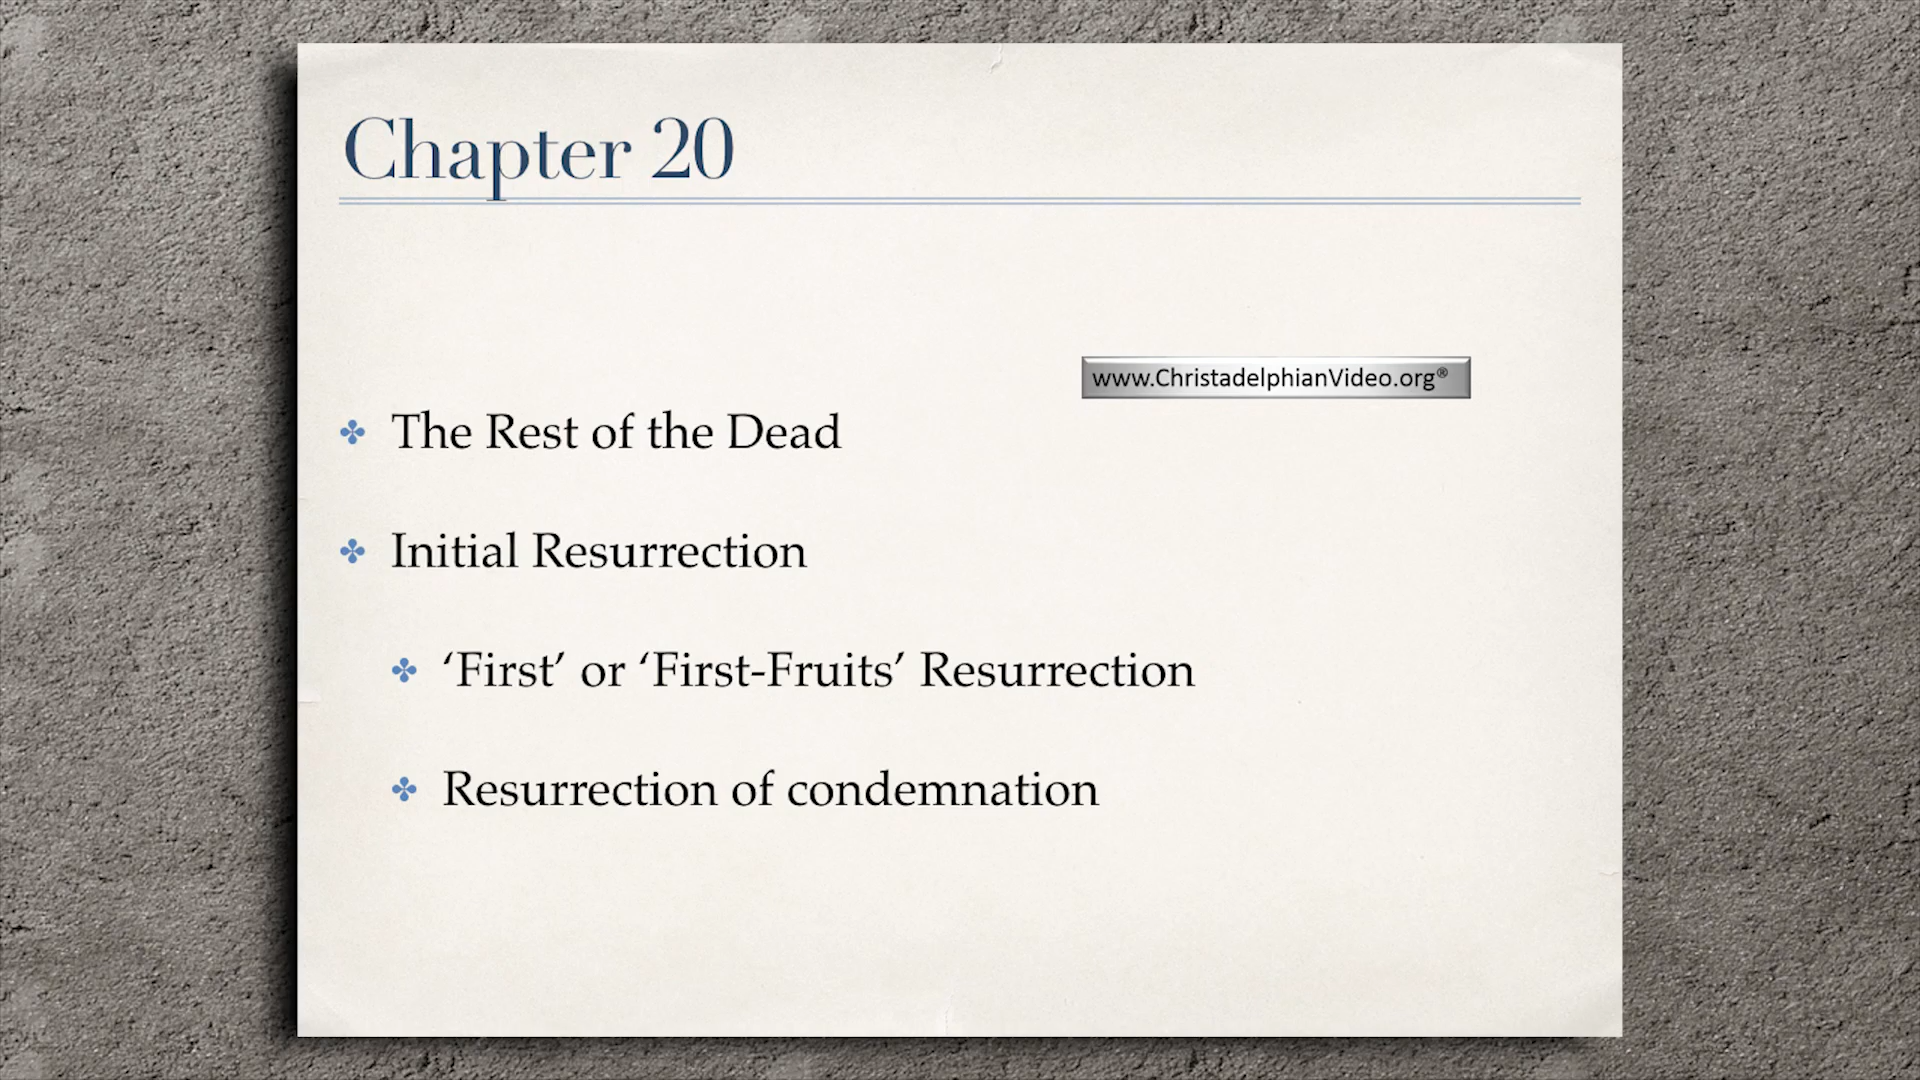 Chapter 20
www.ChristadelphianVideo.org®
The Rest of the Dead
Initial Resurrection
‘First’ or ‘First-Fruits’ Resurrection
Resurrection of condemnation